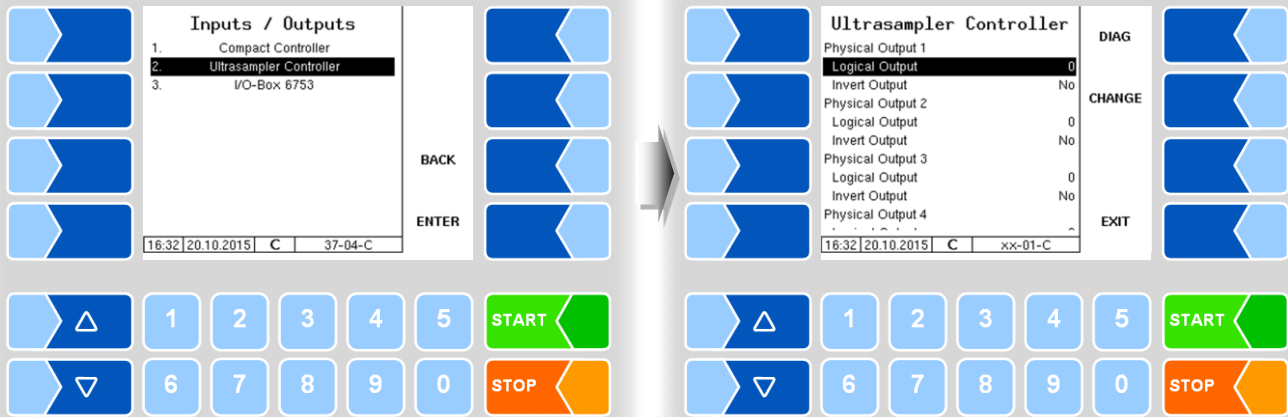 Inputs / Outputs
1. Compact Controller
2. Ultrasampler Controller
3. I/O-Box 6753
BACK
ENTER
16:32 20.10.2015 C 37-04-C
1 2 3 4 5 START
6 7 8 9 0 STOP
Ultrasampler Controller
DIAG
Physical Output 1
Logical Output 0
Invert Output No
CHANGE
Physical Output 2
Logical Output 0
Invert Output No
Physical Output 3
Logical Output 0
Invert Output No
Physical Output 4
EXIT
16:32 20.10.2015 C xx-01-C
1 2 3 4 5 START
6 7 8 9 0 STOP